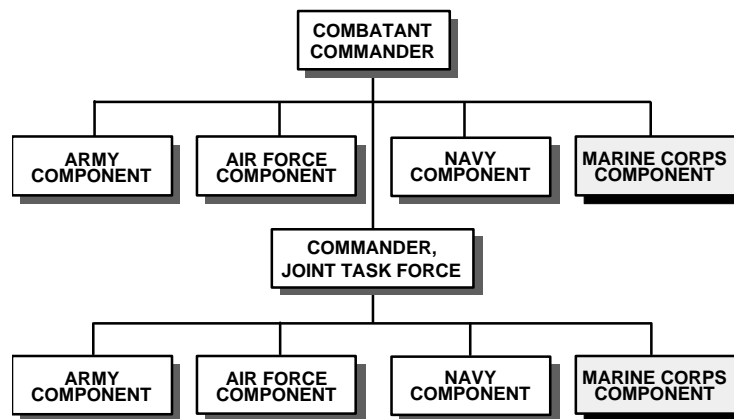 COMBATANT
COMMANDER
ARMY
COMPONENT
AIR FORCE
COMPONENT
NAVY
COMPONENT
MARINE CORPS
COMPONENT
COMMANDER,
JOINT TASK FORCE
ARMY
COMPONENT
AIR FORCE
COMPONENT
NAVY
COMPONENT
MARINE CORPS
COMPONENT